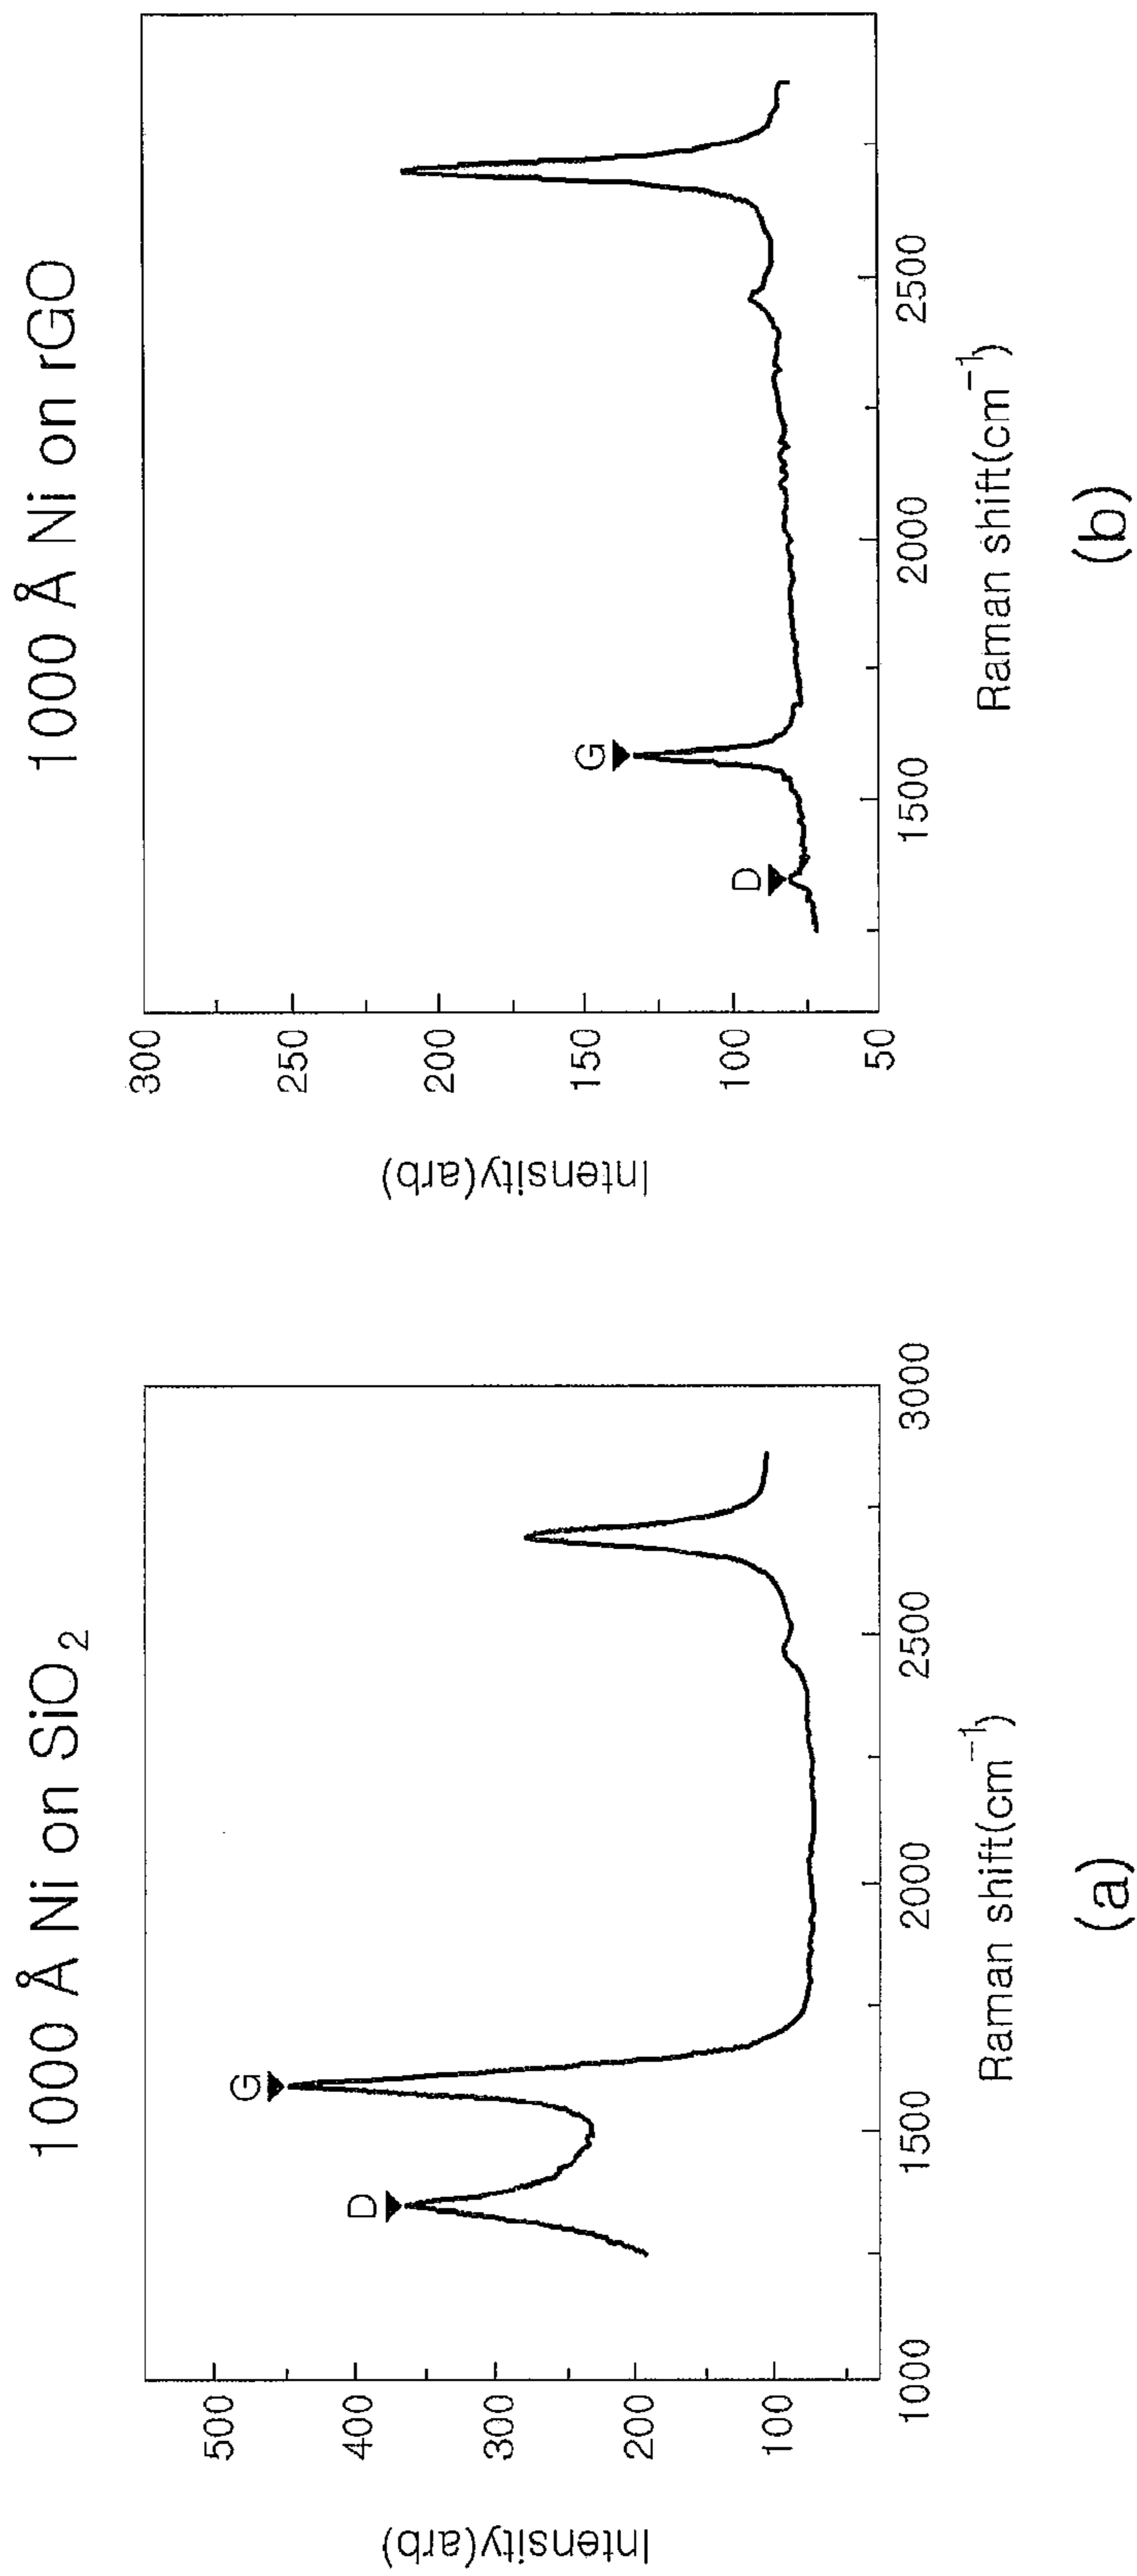 1000 Å Ni on SiO₂
Intensity(arb)
500
400
300
200
100
D
G
1000
1500
2000
2500
3000
Raman shift(cm⁻¹)
(a)
1000 Å Ni on rGO
Intensity(arb)
300
250
200
150
100
50
D
G
1500
2000
2500
Raman shift(cm⁻¹)
(b)